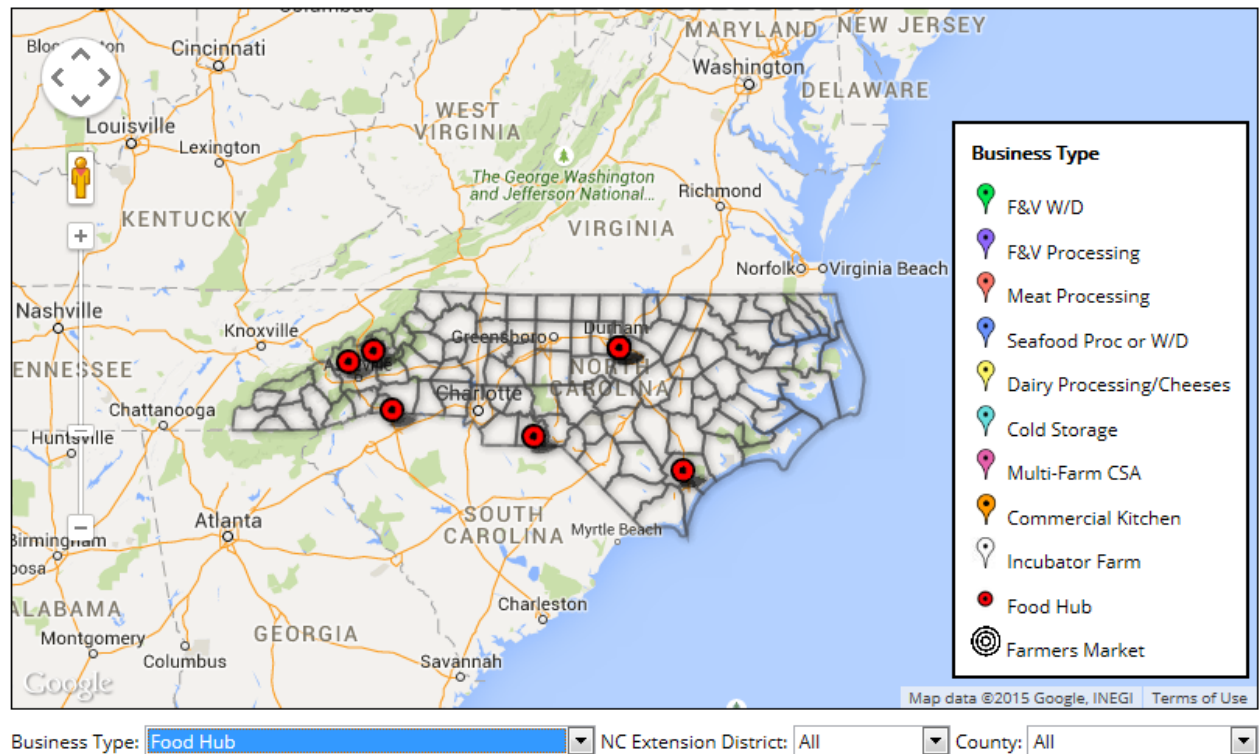 MARYLAND
NEW JERSEY
Cincinnati
Washington
DELAWARE
WEST
VIRGINIA
Louisville
Lexington
The George Washington
and Jefferson National...
Richmond
KENTUCKY
VIRGINIA
Norfolk
Virginia Beach
Nashville
Knoxville
Greensboro
Durham
ENNESSEE
NORTH
CAROLINA
Charlotte
Chattanooga
Huntsville
Atlanta
SOUTH
CAROLINA
Myrtle Beach
Birmingham
oosa
ALABAMA
Charleston
Montgomery
GEORGIA
Columbus
Savannah
Google
Business Type
F&V W/D
F&V Processing
Meat Processing
Seafood Proc or W/D
Dairy Processing/Cheeses
Cold Storage
Multi-Farm CSA
Commercial Kitchen
Incubator Farm
Food Hub
Farmers Market
Map data ©2015 Google, INEGI
Terms of Use
Business Type: Food Hub NC Extension District: All County: All